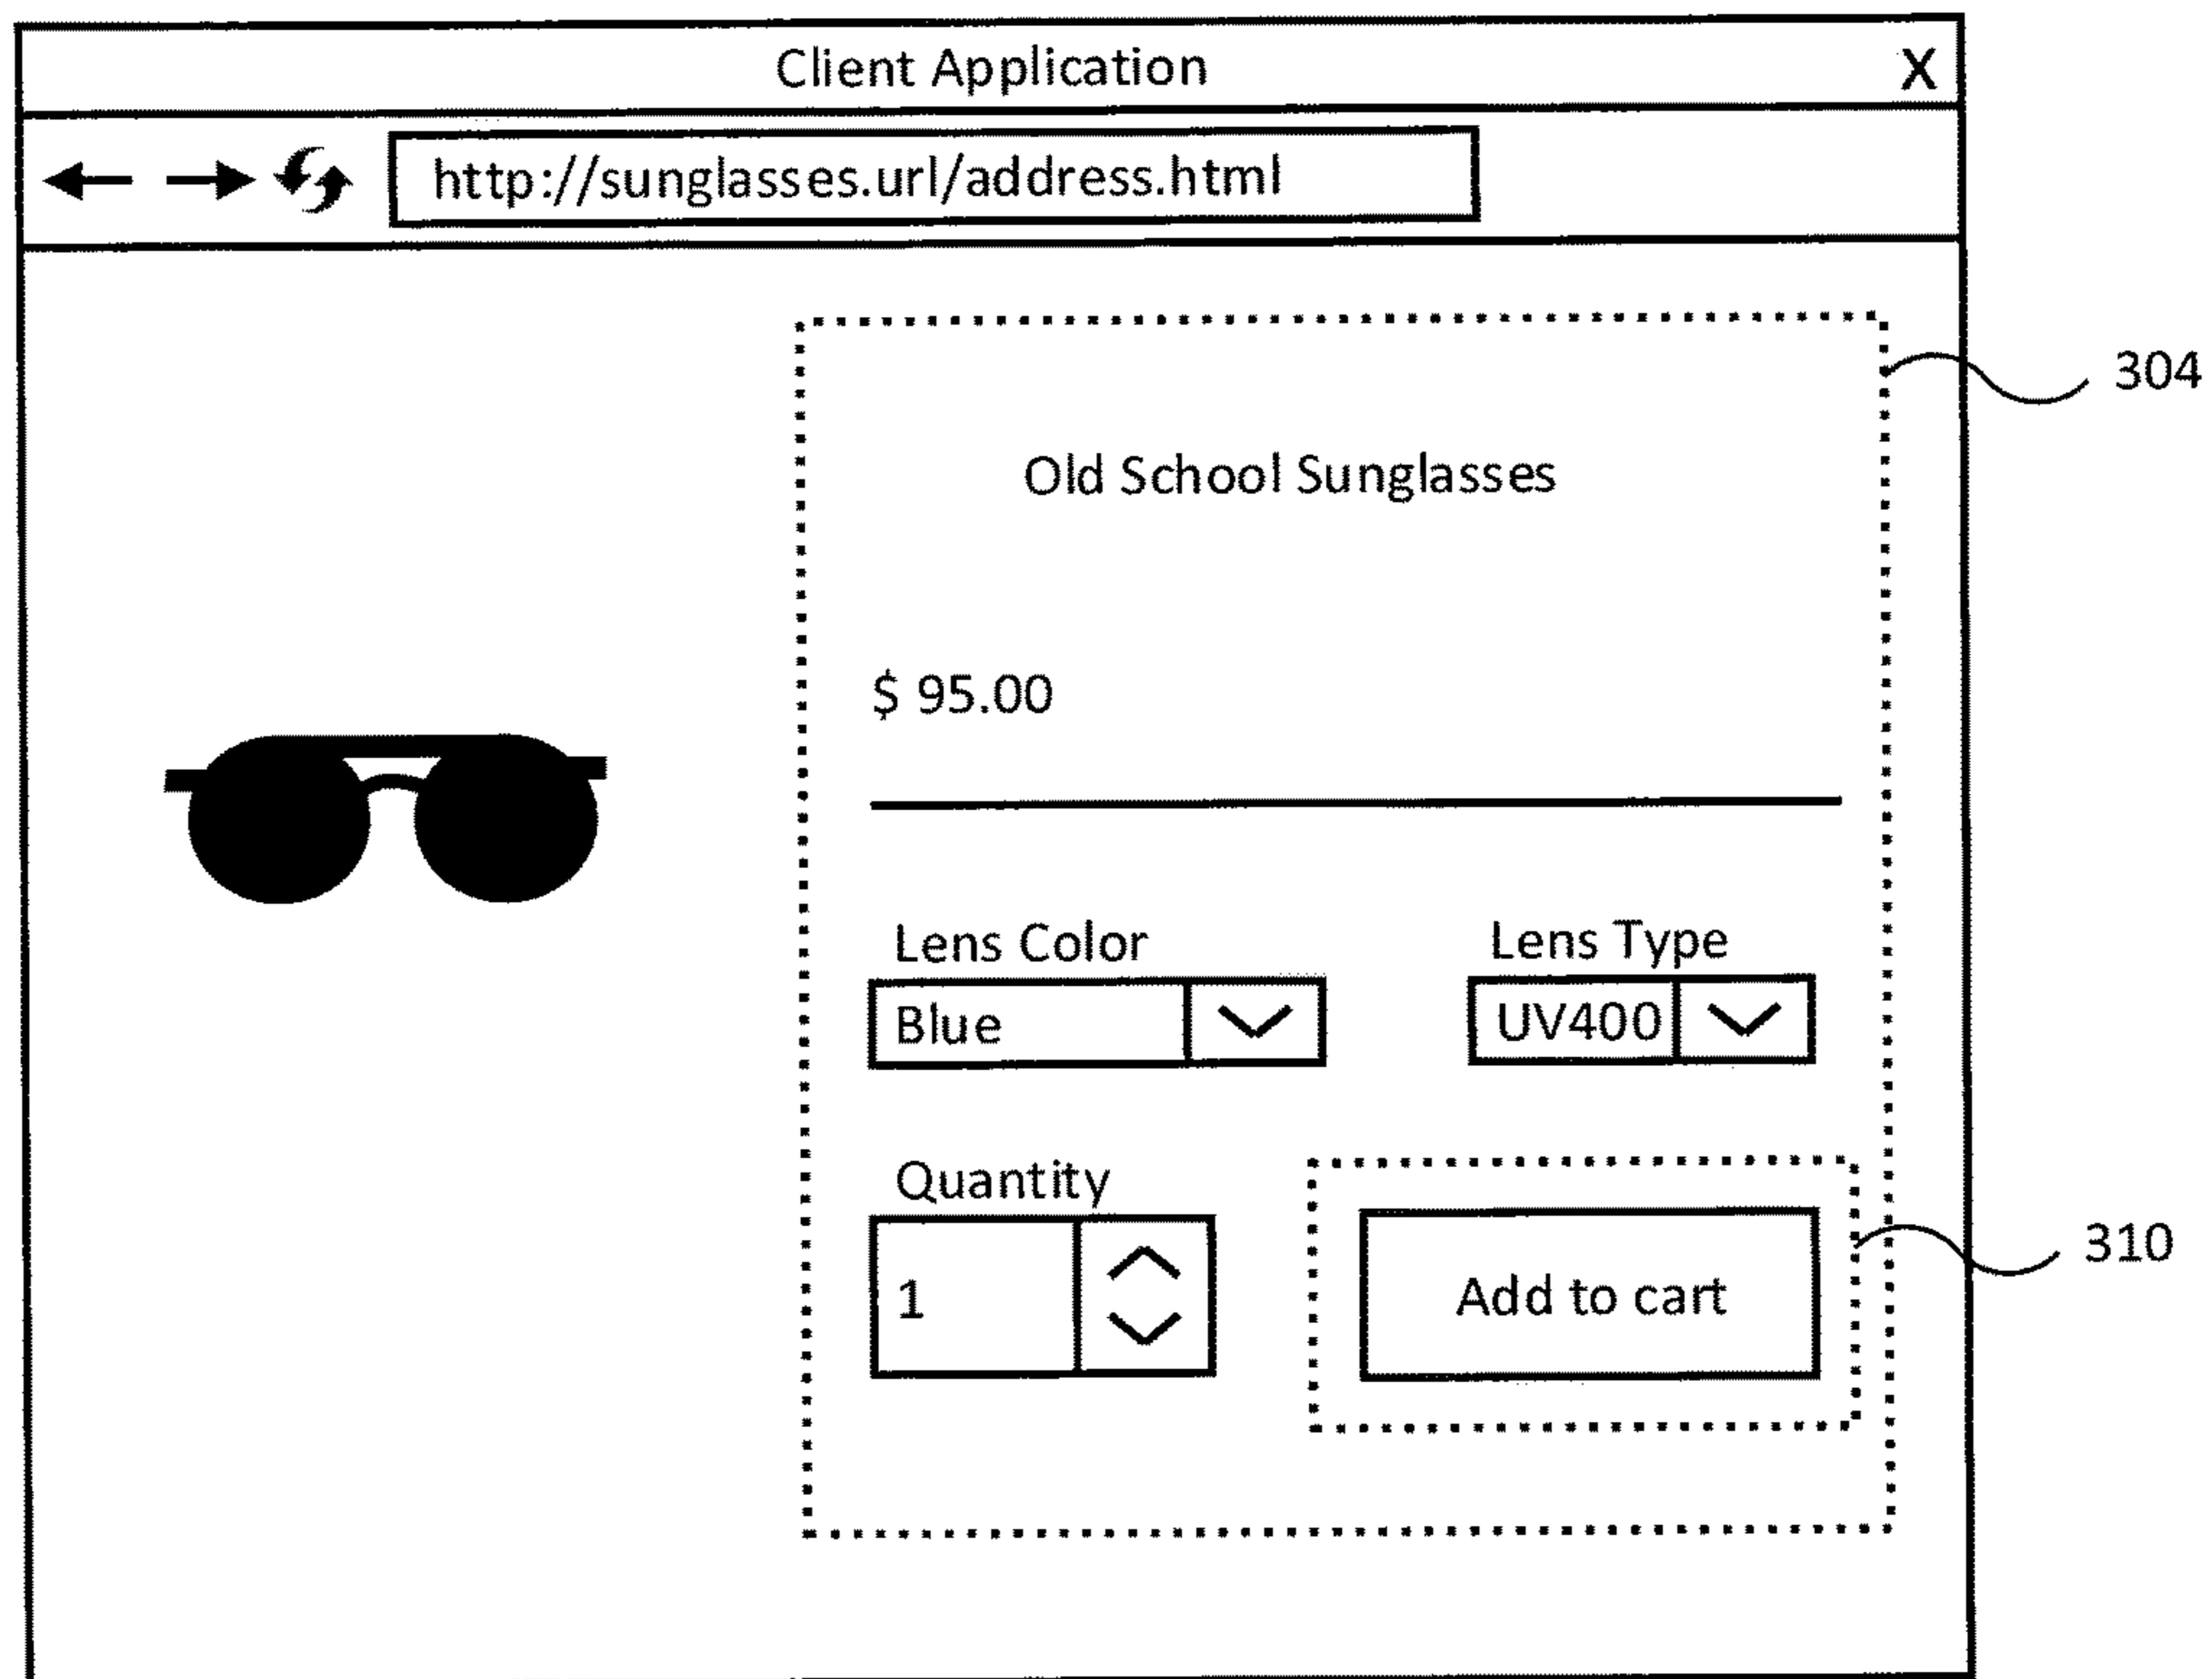 Client Application X
http://sunglasses.url/address.html
304
Old School Sunglasses
$ 95.00
Lens Color Lens Type
Blue UV400
Quantity
310
1 Add to cart